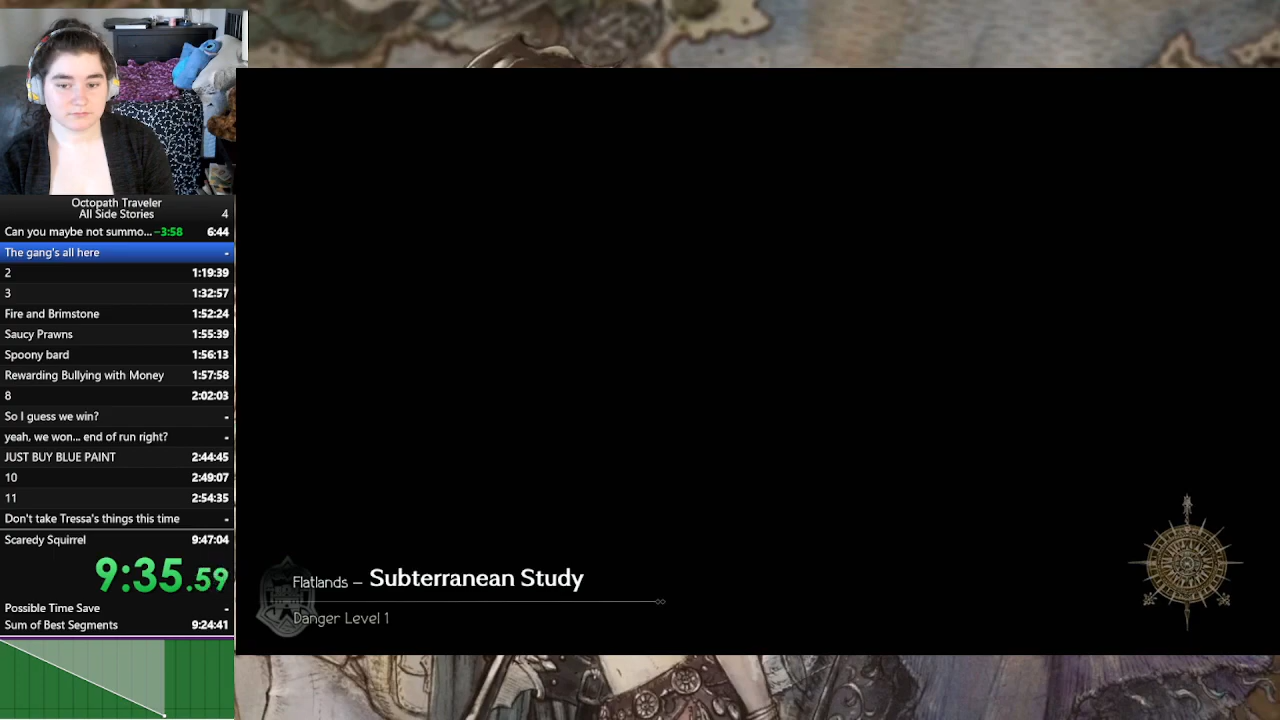 Octopath Traveler
All Side Stories 4
Can you maybe not summo... −3:58 6:44
The gang's all here -
2 1:19:39
3 1:32:57
Fire and Brimstone 1:52:24
Saucy Prawns 1:55:39
Spoony bard 1:56:13
Rewarding Bullying with Money 1:57:58
8 2:02:03
So I guess we win? -
yeah, we won... end of run right? -
JUST BUY BLUE PAINT 2:44:45
10 2:49:07
11 2:54:35
Don't take Tressa's things this time -
Scaredy Squirrel 9:47:04
9:35.59
Possible Time Save -
Sum of Best Segments 9:24:41
Flatlands – Subterranean Study
Danger Level 1